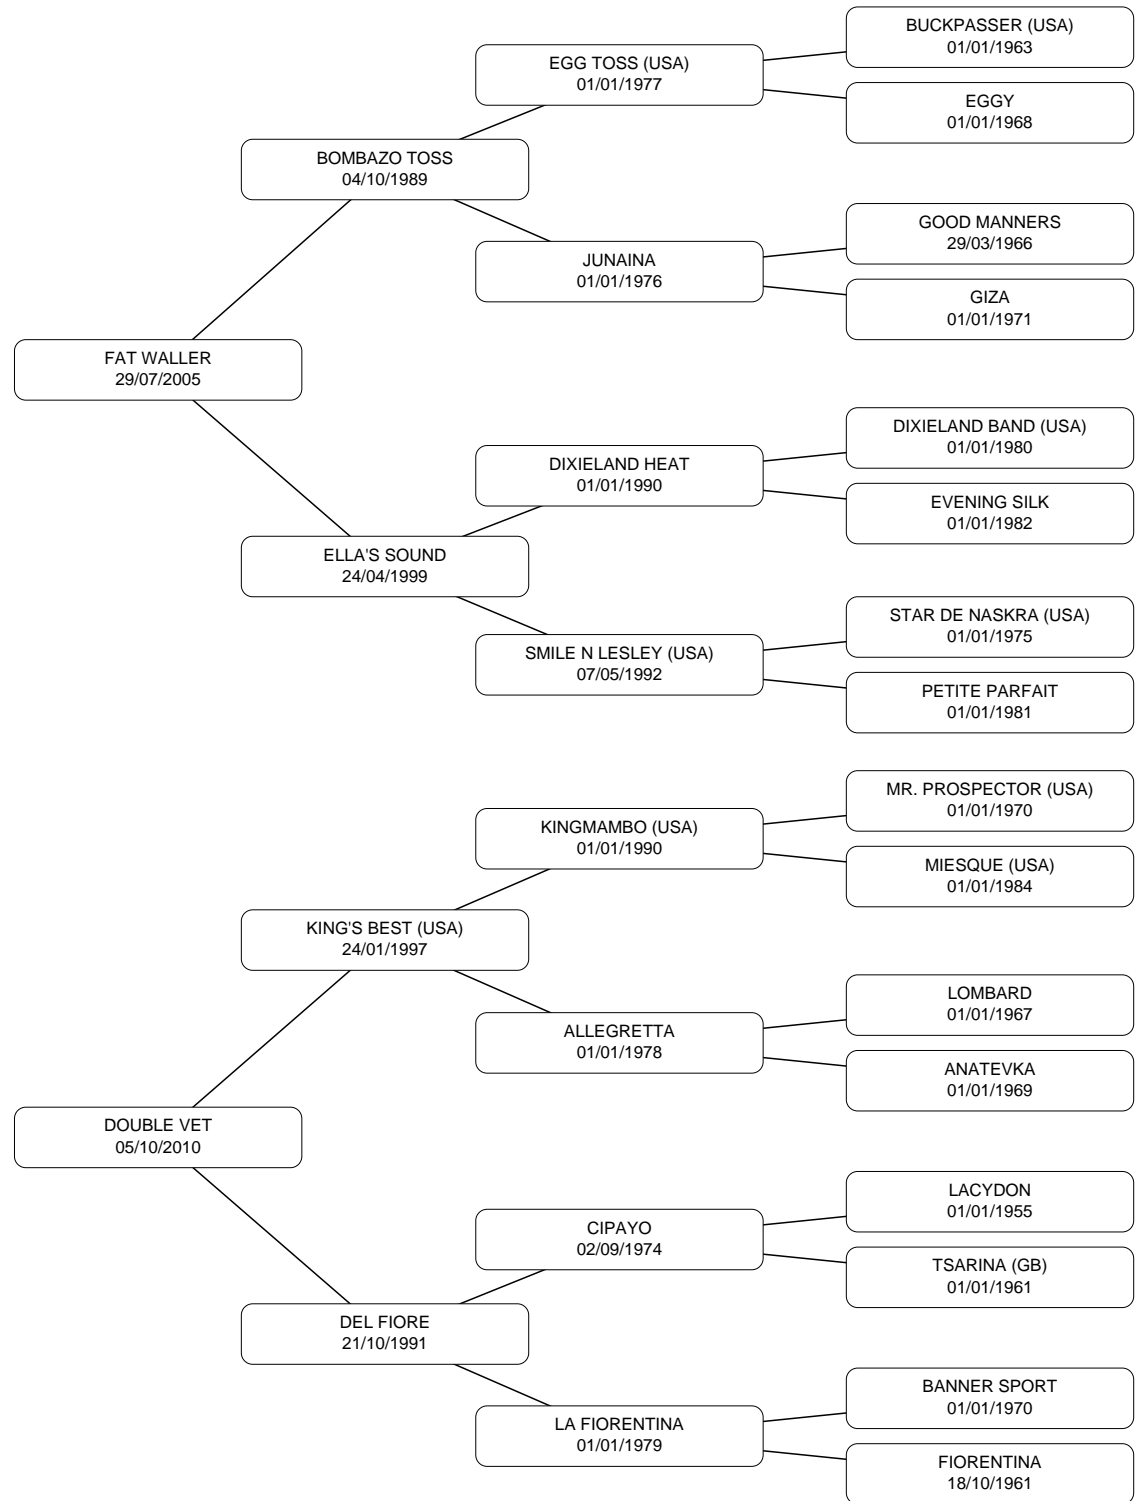 BUCKPASSER (USA)
01/01/1963
EGG TOSS (USA)
01/01/1977
EGGY
01/01/1968
BOMBAZO TOSS
04/10/1989
GOOD MANNERS
29/03/1966
JUNAINA
01/01/1976
GIZA
01/01/1971
FAT WALLER
29/07/2005
DIXIELAND BAND (USA)
01/01/1980
DIXIELAND HEAT
01/01/1990
EVENING SILK
01/01/1982
ELLA'S SOUND
24/04/1999
STAR DE NASKRA (USA)
01/01/1975
SMILE N LESLEY (USA)
07/05/1992
PETITE PARFAIT
01/01/1981
MR. PROSPECTOR (USA)
01/01/1970
KINGMAMBO (USA)
01/01/1990
MIESQUE (USA)
01/01/1984
KING'S BEST (USA)
24/01/1997
LOMBARD
01/01/1967
ALLEGRETTA
01/01/1978
ANATEVKA
01/01/1969
DOUBLE VET
05/10/2010
LACYDON
01/01/1955
CIPAYO
02/09/1974
TSARINA (GB)
01/01/1961
DEL FIORE
21/10/1991
BANNER SPORT
01/01/1970
LA FIORENTINA
01/01/1979
FIORENTINA
18/10/1961